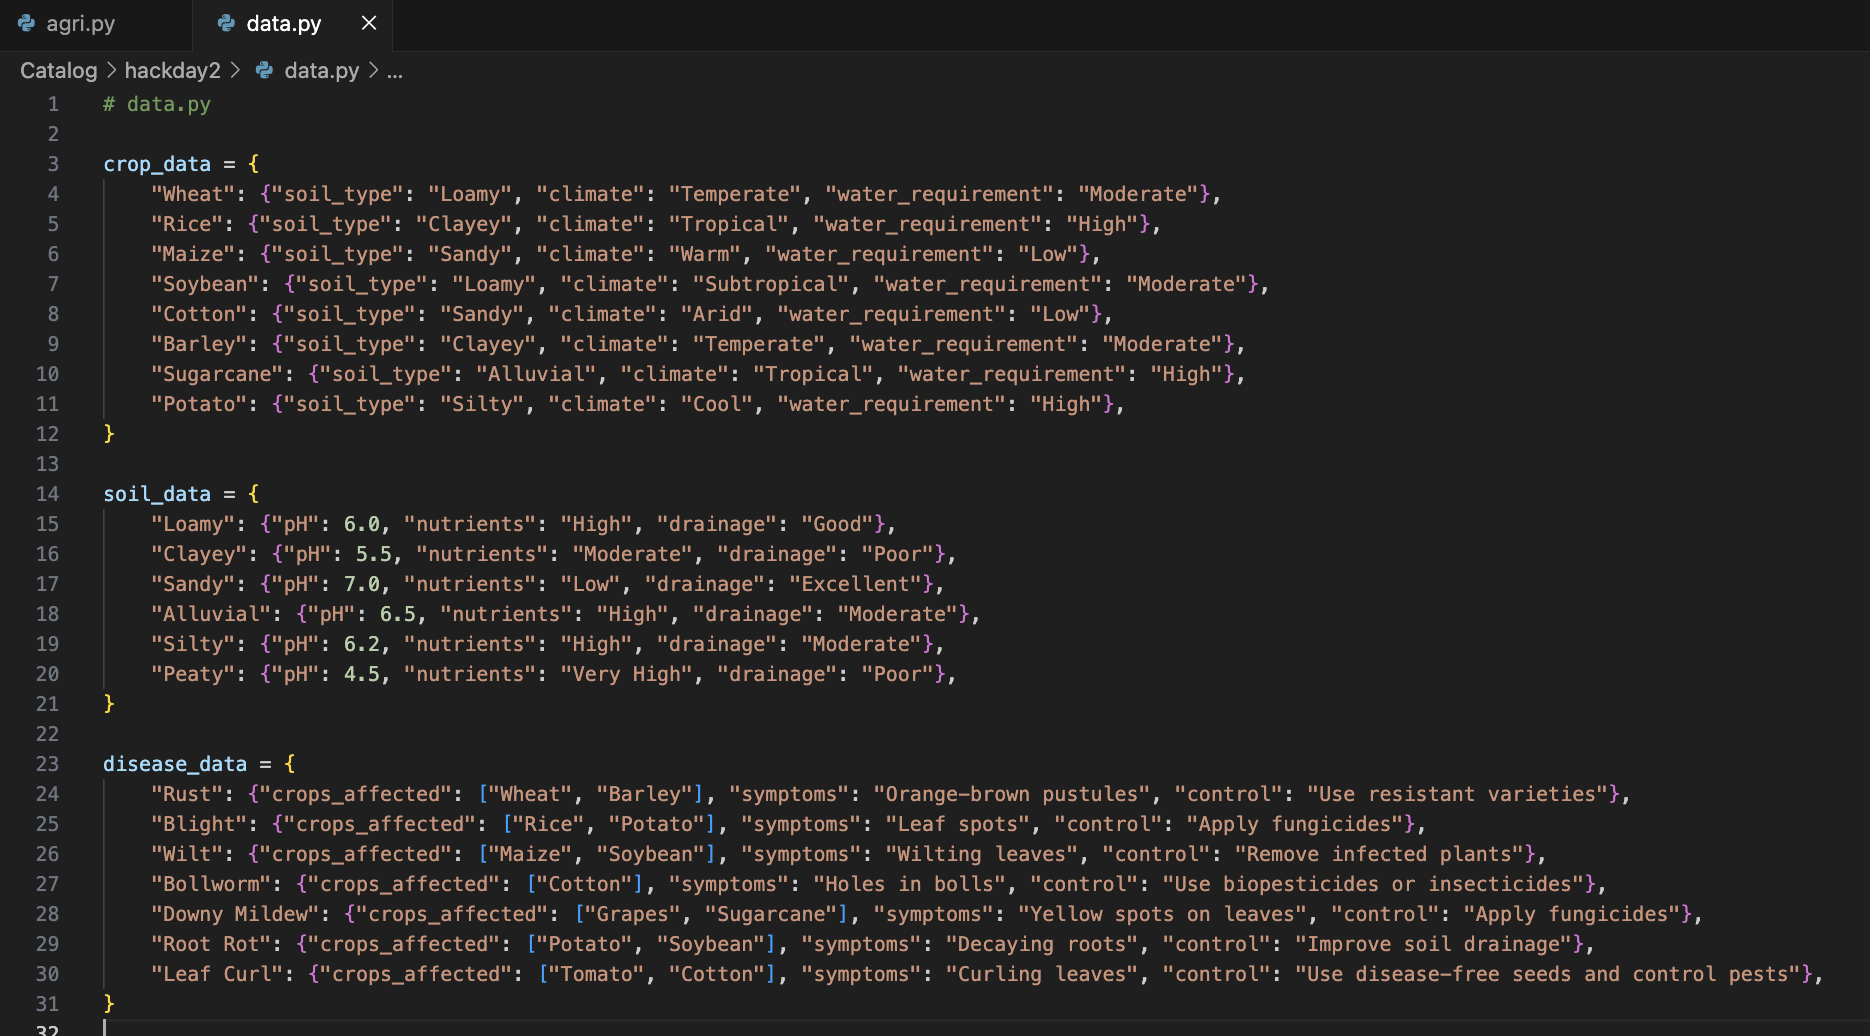 agri.py
data.py
Catalog > hackday2 > data.py > ...
1 # data.py
2
3 crop_data = {
4     "Wheat": {"soil_type": "Loamy", "climate": "Temperate", "water_requirement": "Moderate"},
5     "Rice": {"soil_type": "Clayey", "climate": "Tropical", "water_requirement": "High"},
6     "Maize": {"soil_type": "Sandy", "climate": "Warm", "water_requirement": "Low"},
7     "Soybean": {"soil_type": "Loamy", "climate": "Subtropical", "water_requirement": "Moderate"},
8     "Cotton": {"soil_type": "Sandy", "climate": "Arid", "water_requirement": "Low"},
9     "Barley": {"soil_type": "Clayey", "climate": "Temperate", "water_requirement": "Moderate"},
10     "Sugarcane": {"soil_type": "Alluvial", "climate": "Tropical", "water_requirement": "High"},
11     "Potato": {"soil_type": "Silty", "climate": "Cool", "water_requirement": "High"},
12 }
13
14 soil_data = {
15     "Loamy": {"pH": 6.0, "nutrients": "High", "drainage": "Good"},
16     "Clayey": {"pH": 5.5, "nutrients": "Moderate", "drainage": "Poor"},
17     "Sandy": {"pH": 7.0, "nutrients": "Low", "drainage": "Excellent"},
18     "Alluvial": {"pH": 6.5, "nutrients": "High", "drainage": "Moderate"},
19     "Silty": {"pH": 6.2, "nutrients": "High", "drainage": "Moderate"},
20     "Peaty": {"pH": 4.5, "nutrients": "Very High", "drainage": "Poor"},
21 }
22
23 disease_data = {
24     "Rust": {"crops_affected": ["Wheat", "Barley"], "symptoms": "Orange-brown pustules", "control": "Use resistant varieties"},
25     "Blight": {"crops_affected": ["Rice", "Potato"], "symptoms": "Leaf spots", "control": "Apply fungicides"},
26     "Wilt": {"crops_affected": ["Maize", "Soybean"], "symptoms": "Wilting leaves", "control": "Remove infected plants"},
27     "Bollworm": {"crops_affected": ["Cotton"], "symptoms": "Holes in bolls", "control": "Use biopesticides or insecticides"},
28     "Downy Mildew": {"crops_affected": ["Grapes", "Sugarcane"], "symptoms": "Yellow spots on leaves", "control": "Apply fungicides"},
29     "Root Rot": {"crops_affected": ["Potato", "Soybean"], "symptoms": "Decaying roots", "control": "Improve soil drainage"},
30     "Leaf Curl": {"crops_affected": ["Tomato", "Cotton"], "symptoms": "Curling leaves", "control": "Use disease-free seeds and control pests"},
31 }
32